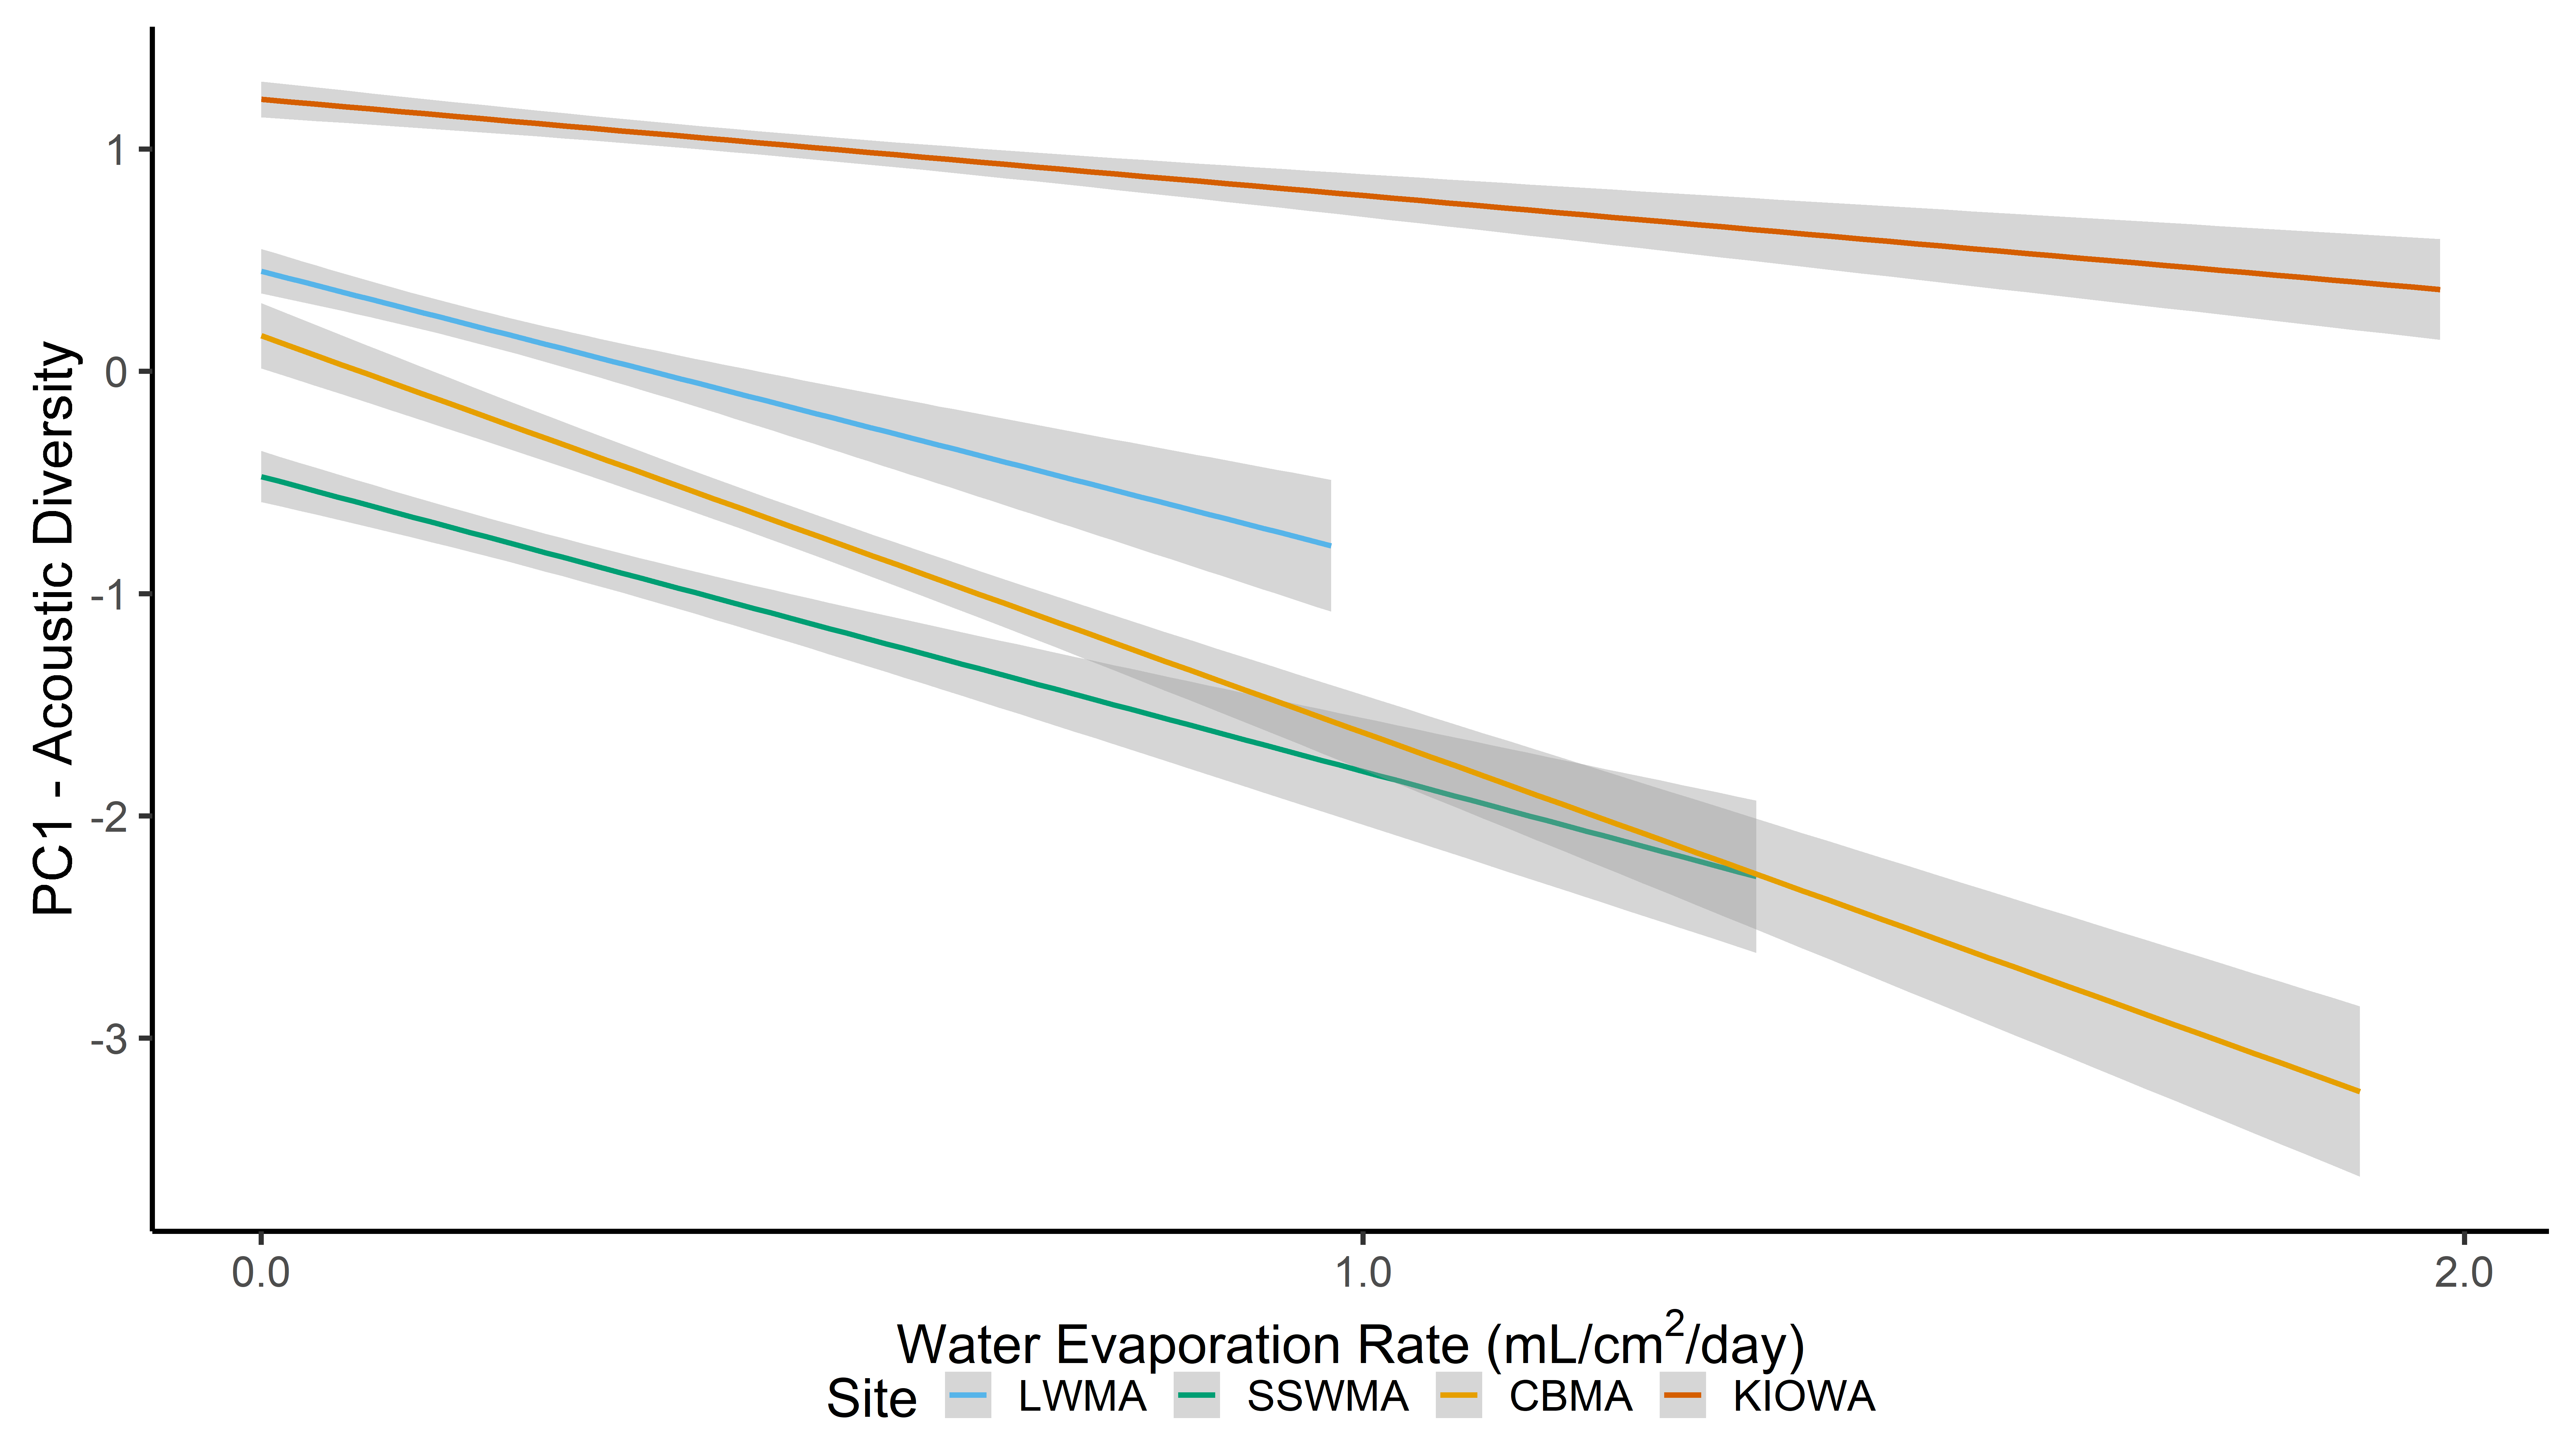 PC1 - Acoustic Diversity
1
0
-1
-2
-3
0.0 1.0 2.0
Water Evaporation Rate (mL/cm²/day)
Site LWMA SSWMA CBMA KIOWA